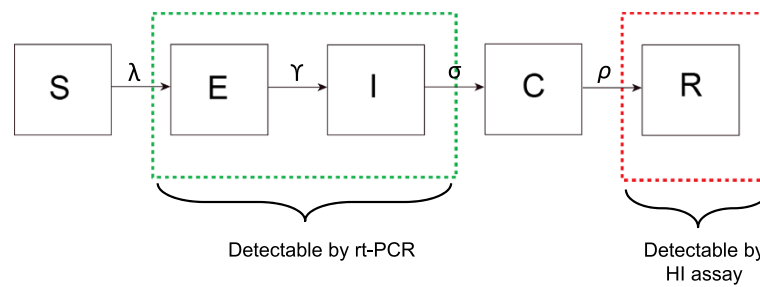 S λ E ϒ I σ C ρ R
Detectable by rt-PCR
Detectable by
HI assay